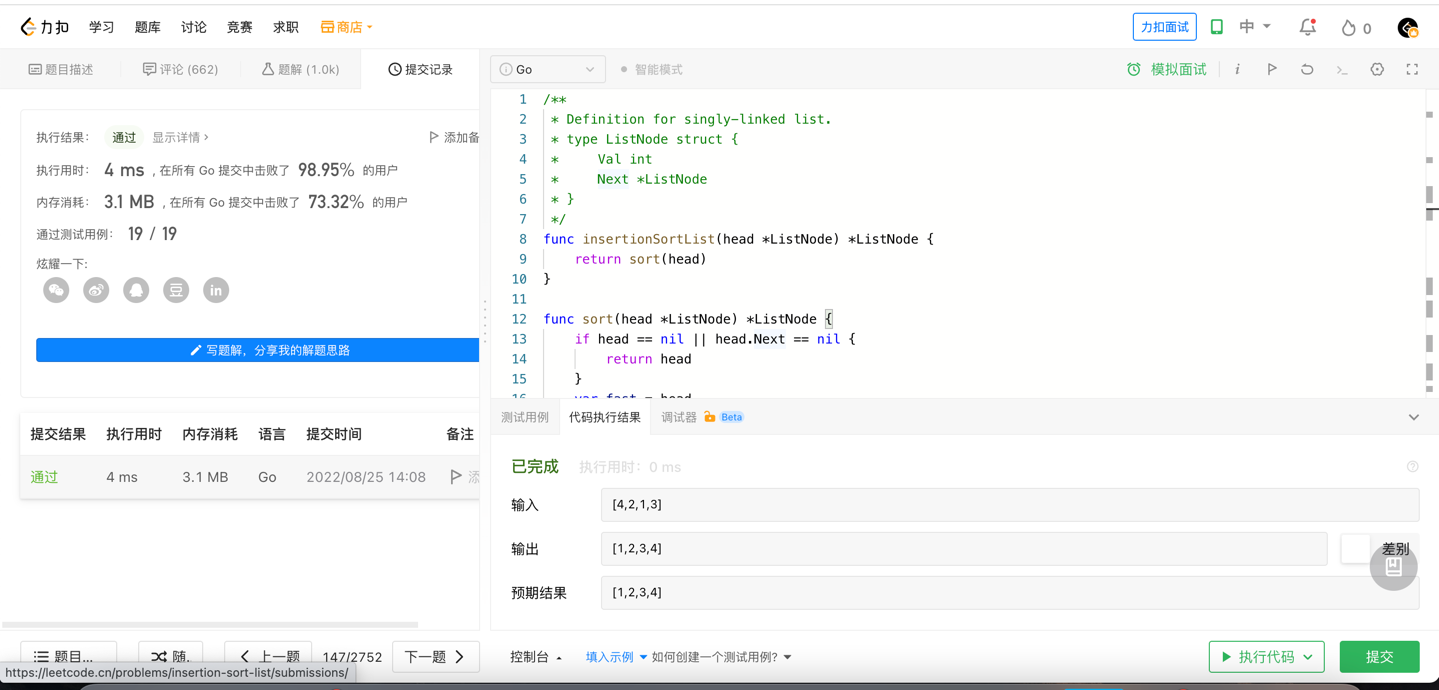 力扣 学习 题库 讨论 竞赛 求职 商店 力扣面试 中 0
题目描述 评论 (662) 题解 (1.0k) 提交记录
i Go 智能模式 模拟面试 i
执行结果： 通过 显示详情 › 添加备
执行用时： 4 ms , 在所有 Go 提交中击败了 98.95% 的用户
内存消耗： 3.1 MB , 在所有 Go 提交中击败了 73.32% 的用户
通过测试用例： 19 / 19
炫耀一下:
豆 in
写题解，分享我的解题思路
提交结果 执行用时 内存消耗 语言 提交时间 备注
通过 4 ms 3.1 MB Go 2022/08/25 14:08 添
题目... 随. 上一题 147/2752 下一题
https://leetcode.cn/problems/insertion-sort-list/submissions/
1 /**
2 * Definition for singly-linked list.
3 * type ListNode struct {
4 *     Val int
5 *     Next *ListNode
6 * }
7 */
8 func insertionSortList(head *ListNode) *ListNode {
9     return sort(head)
10 }
11
12 func sort(head *ListNode) *ListNode {
13     if head == nil || head.Next == nil {
14         return head
15     }
16     var fast = head
测试用例 代码执行结果 调试器 Beta
已完成 执行用时：0 ms
输入 [4,2,1,3]
输出 [1,2,3,4] 差别
预期结果 [1,2,3,4]
控制台 填入示例 如何创建一个测试用例? 执行代码 提交